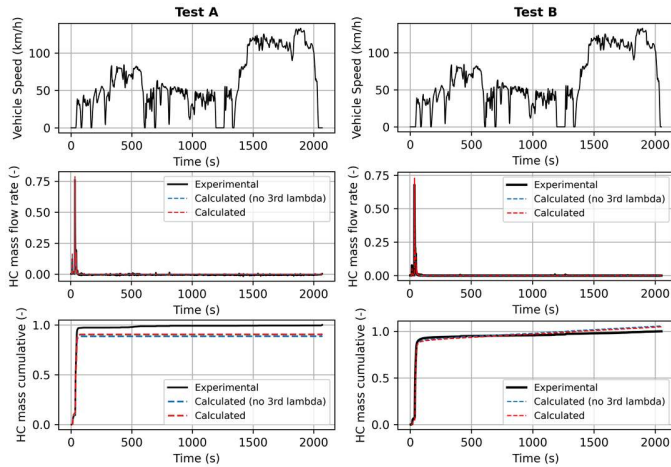 Test A
Vehicle Speed (km/h)
100
50
0
0 500 1000 1500 2000
Time (s)
HC mass flow rate (-)
0.75
0.50
0.25
0.00
Experimental
Calculated (no 3rd lambda)
Calculated
0 500 1000 1500 2000
Time (s)
HC mass cumulative (-)
1.0
0.5
0.0
Experimental
Calculated (no 3rd lambda)
Calculated
0 500 1000 1500 2000
Time (s)
Test B
Vehicle Speed (km/h)
100
50
0
0 500 1000 1500 2000
Time (s)
HC mass flow rate (-)
0.75
0.50
0.25
0.00
Experimental
Calculated (no 3rd lambda)
Calculated
0 500 1000 1500 2000
Time (s)
HC mass cumulative (-)
1.0
0.5
0.0
Experimental
Calculated (no 3rd lambda)
Calculated
0 500 1000 1500 2000
Time (s)